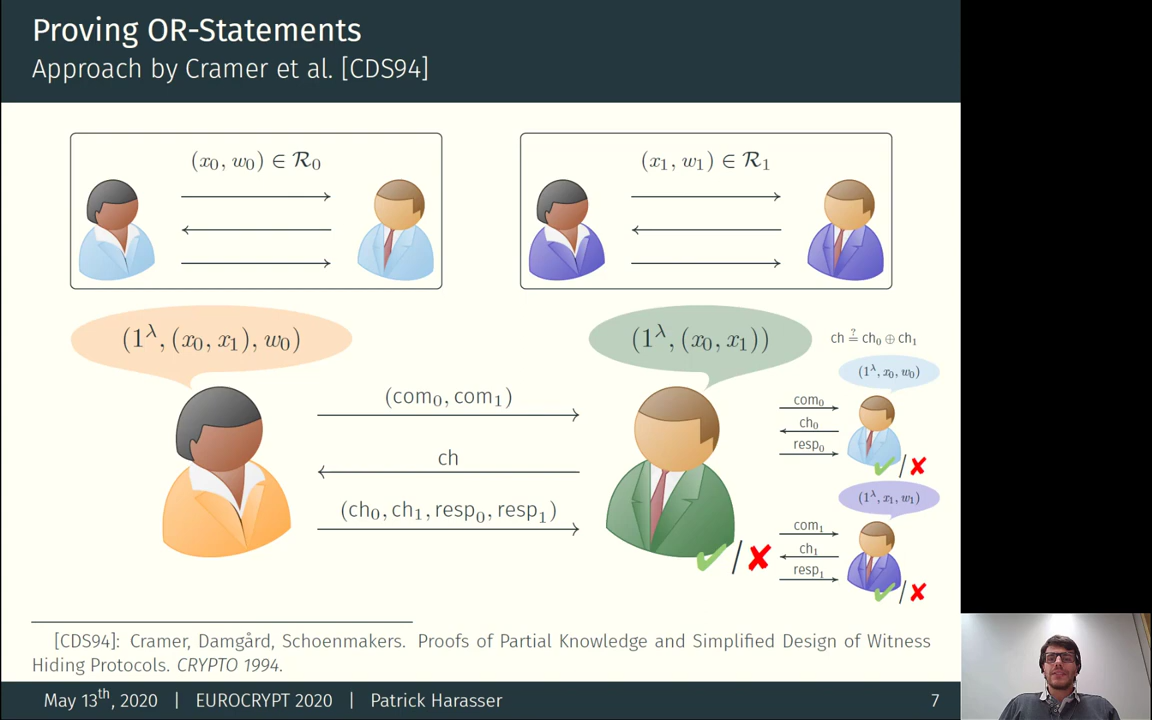 Proving OR-Statements
Approach by Cramer et al. [CDS94]
(x₀, w₀) ∈ ℛ₀
(x₁, w₁) ∈ ℛ₁
(1^λ, (x₀, x₁), w₀)
(1^λ, (x₀, x₁))
ch ≟ ch₀ ⊕ ch₁
(1^λ, x₀, w₀)
(com₀, com₁)
com₀
ch₀
resp₀
ch
✓/✘
(1^λ, x₁, w₁)
(ch₀, ch₁, resp₀, resp₁)
com₁
ch₁
resp₁
✓/✘
✓/✘
[CDS94]: Cramer, Damgård, Schoenmakers. Proofs of Partial Knowledge and Simplified Design of Witness
Hiding Protocols. CRYPTO 1994.
May 13th, 2020 | EUROCRYPT 2020 | Patrick Harasser
7